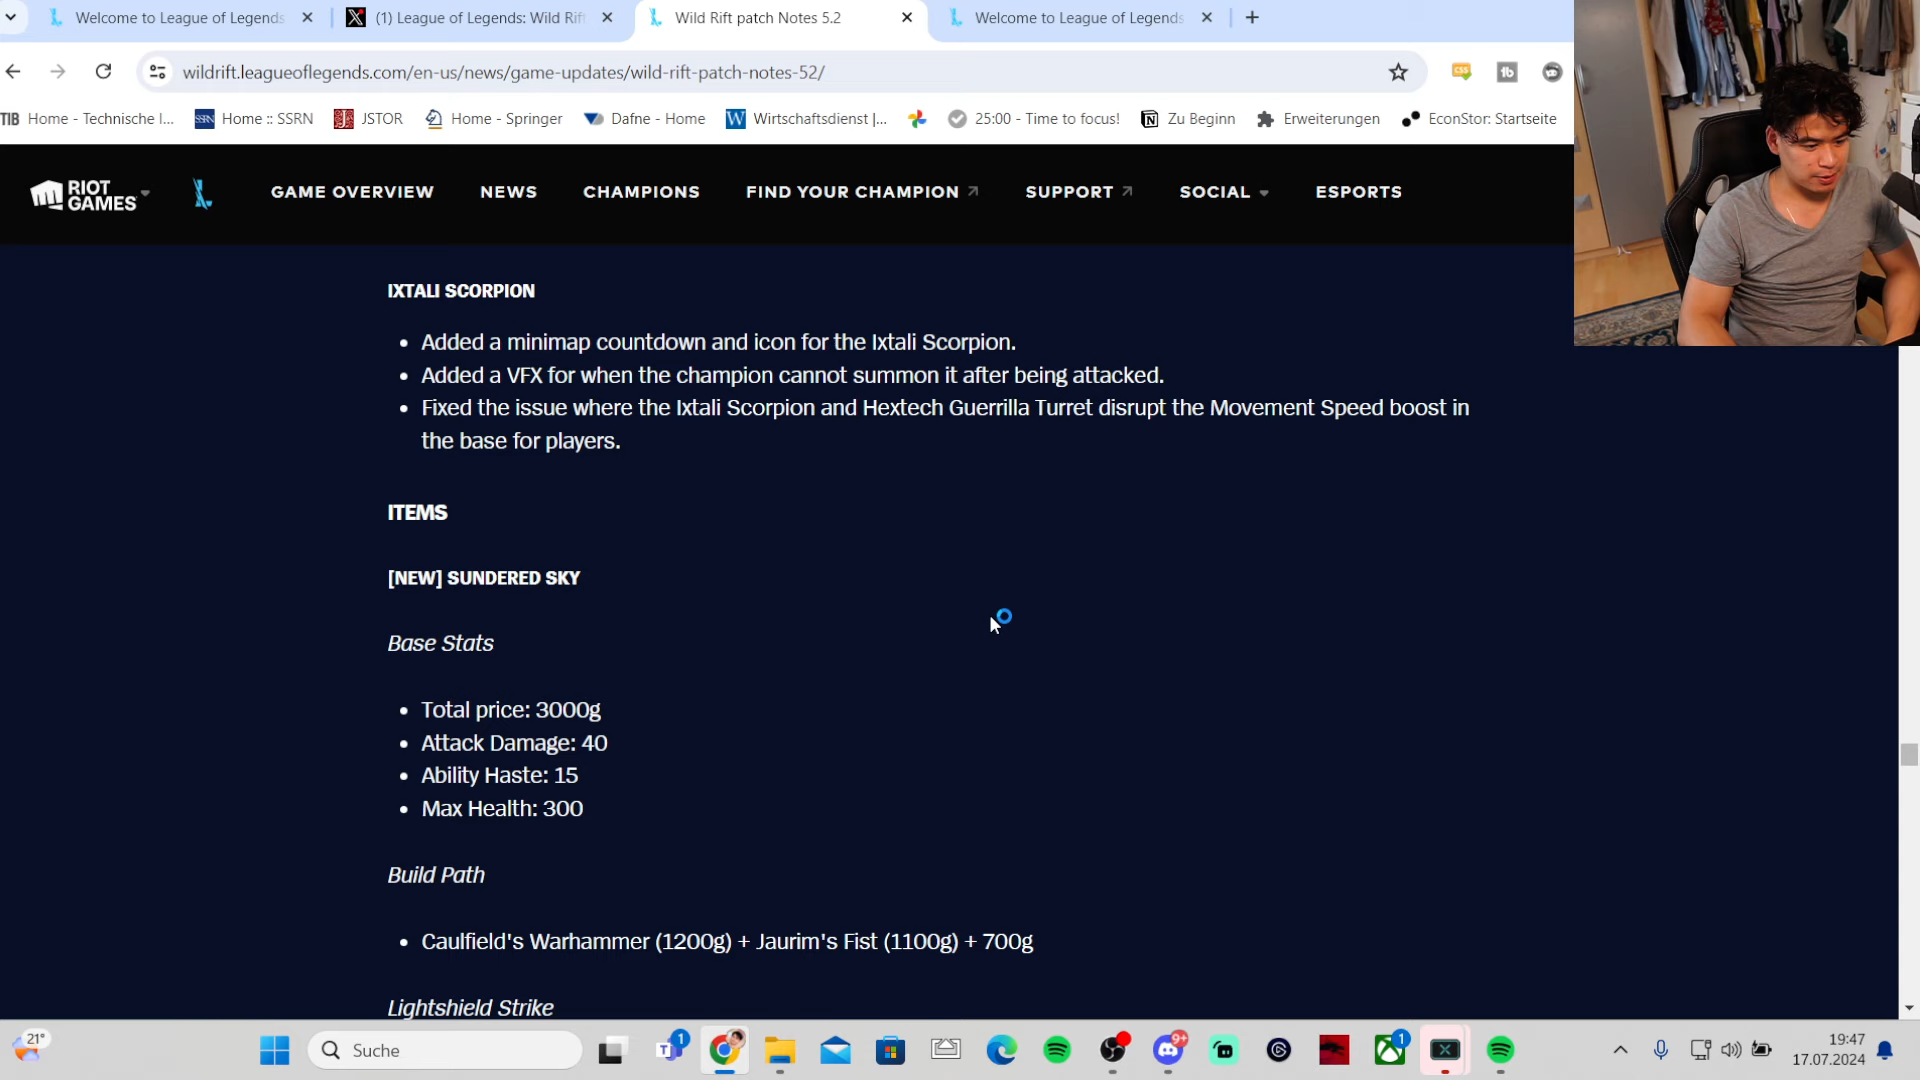 Welcome to League of Legends
(1) League of Legends: Wild Rif
Wild Rift patch Notes 5.2
Welcome to League of Legends
wildrift.leagueoflegends.com/en-us/news/game-updates/wild-rift-patch-notes-52/
TIB Home - Technische I... SSRN Home :: SSRN JSTOR Home - Springer Dafne - Home W Wirtschaftsdienst |... 25:00 - Time to focus! Zu Beginn Erweiterungen EconStor: Startseite
RIOT GAMES GAME OVERVIEW NEWS CHAMPIONS FIND YOUR CHAMPION SUPPORT SOCIAL ESPORTS
IXTALI SCORPION
• Added a minimap countdown and icon for the Ixtali Scorpion.
• Added a VFX for when the champion cannot summon it after being attacked.
• Fixed the issue where the Ixtali Scorpion and Hextech Guerrilla Turret disrupt the Movement Speed boost in
the base for players.
ITEMS
[NEW] SUNDERED SKY
Base Stats
• Total price: 3000g
• Attack Damage: 40
• Ability Haste: 15
• Max Health: 300
Build Path
• Caulfield's Warhammer (1200g) + Jaurim's Fist (1100g) + 700g
Lightshield Strike
21°
Suche
1
9+
1
19:47
17.07.2024